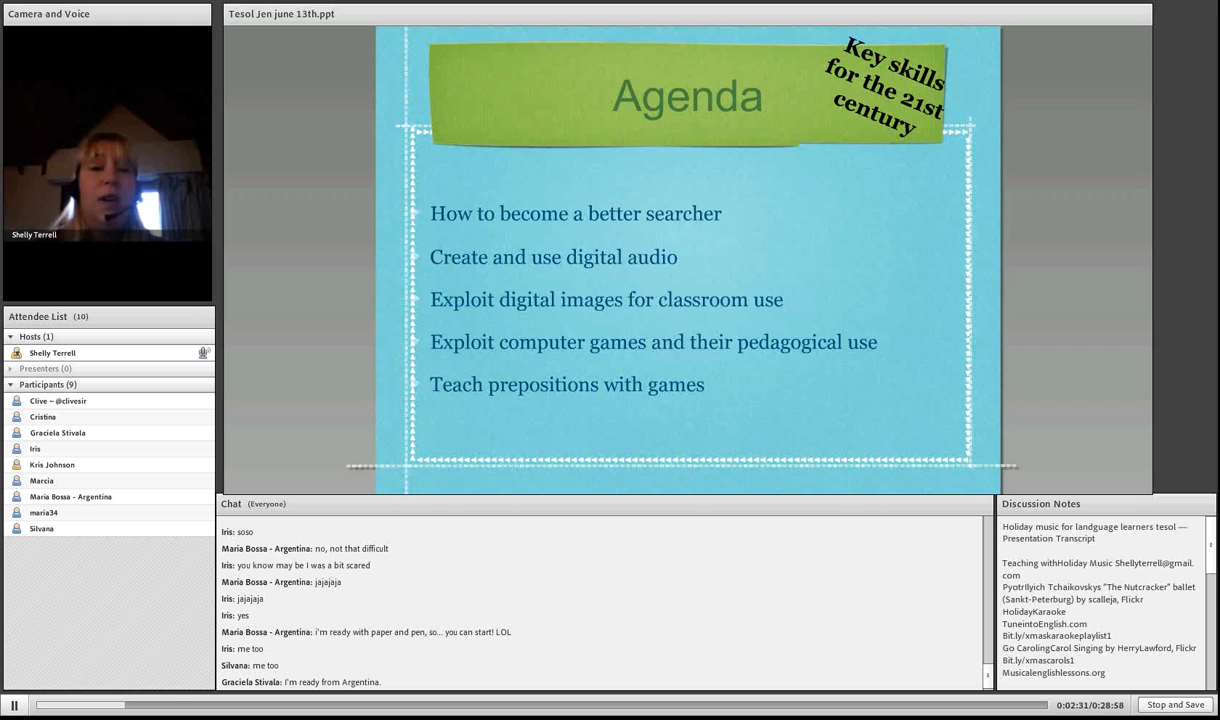 Camera and Voice
Shelly Terrell
Tesol Jen june 13th.ppt
Agenda
Key skills
for the 21st
century
How to become a better searcher
Create and use digital audio
Exploit digital images for classroom use
Exploit computer games and their pedagogical use
Teach prepositions with games
Attendee List (10)
Hosts (1)
Shelly Terrell
Presenters (0)
Participants (9)
Clive ~ @clivesir
Cristina
Graciela Stivala
Iris
Kris Johnson
Marcia
Maria Bossa - Argentina
maria34
Silvana
Chat (Everyone)
Iris: soso
Maria Bossa - Argentina: no, not that difficult
Iris: you know may be I was a bit scared
Maria Bossa - Argentina: jajajaja
Iris: jajajaja
Iris: yes
Maria Bossa - Argentina: i'm ready with paper and pen, so... you can start! LOL
Iris: me too
Silvana: me too
Graciela Stivala: I'm ready from Argentina.
Discussion Notes
Holiday music for landguage learners tesol —
Presentation Transcript
Teaching withHoliday Music Shellyterrell@gmail.
com
PyotrIlyich Tchaikovskys "The Nutcracker" ballet
(Sankt-Peterburg) by scalleja, Flickr
HolidayKaraoke
TuneintoEnglish.com
Bit.ly/xmaskaraokeplaylist1
Go CarolingCarol Singing by HerryLawford, Flickr
Bit.ly/xmascarols1
Musicalenglishlessons.org
0:02:31/0:28:58
Stop and Save